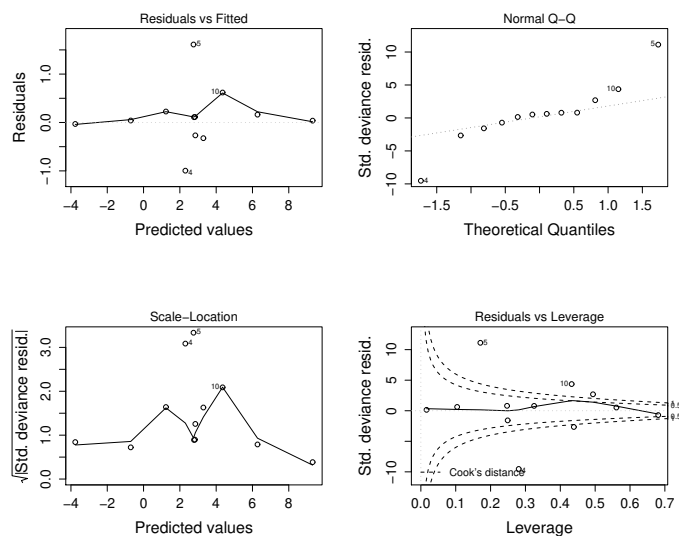 Residuals vs Fitted
Residuals
1.0
0.0
−1.0
5
10
4
−4 −2 0 2 4 6 8
Predicted values
Normal Q−Q
Std. deviance resid.
10
5
0
−5
−10
5
10
4
−1.5 −0.5 0.5 1.5
Theoretical Quantiles
Scale−Location
√|Std. deviance resid.|
3.0
2.0
1.0
0.0
5
4
10
−4 −2 0 2 4 6 8
Predicted values
Residuals vs Leverage
Std. deviance resid.
10
5
0
−5
−10
5
10
0.5
0.5
Cook's distance
4
0.0 0.1 0.2 0.3 0.4 0.5 0.6 0.7
Leverage